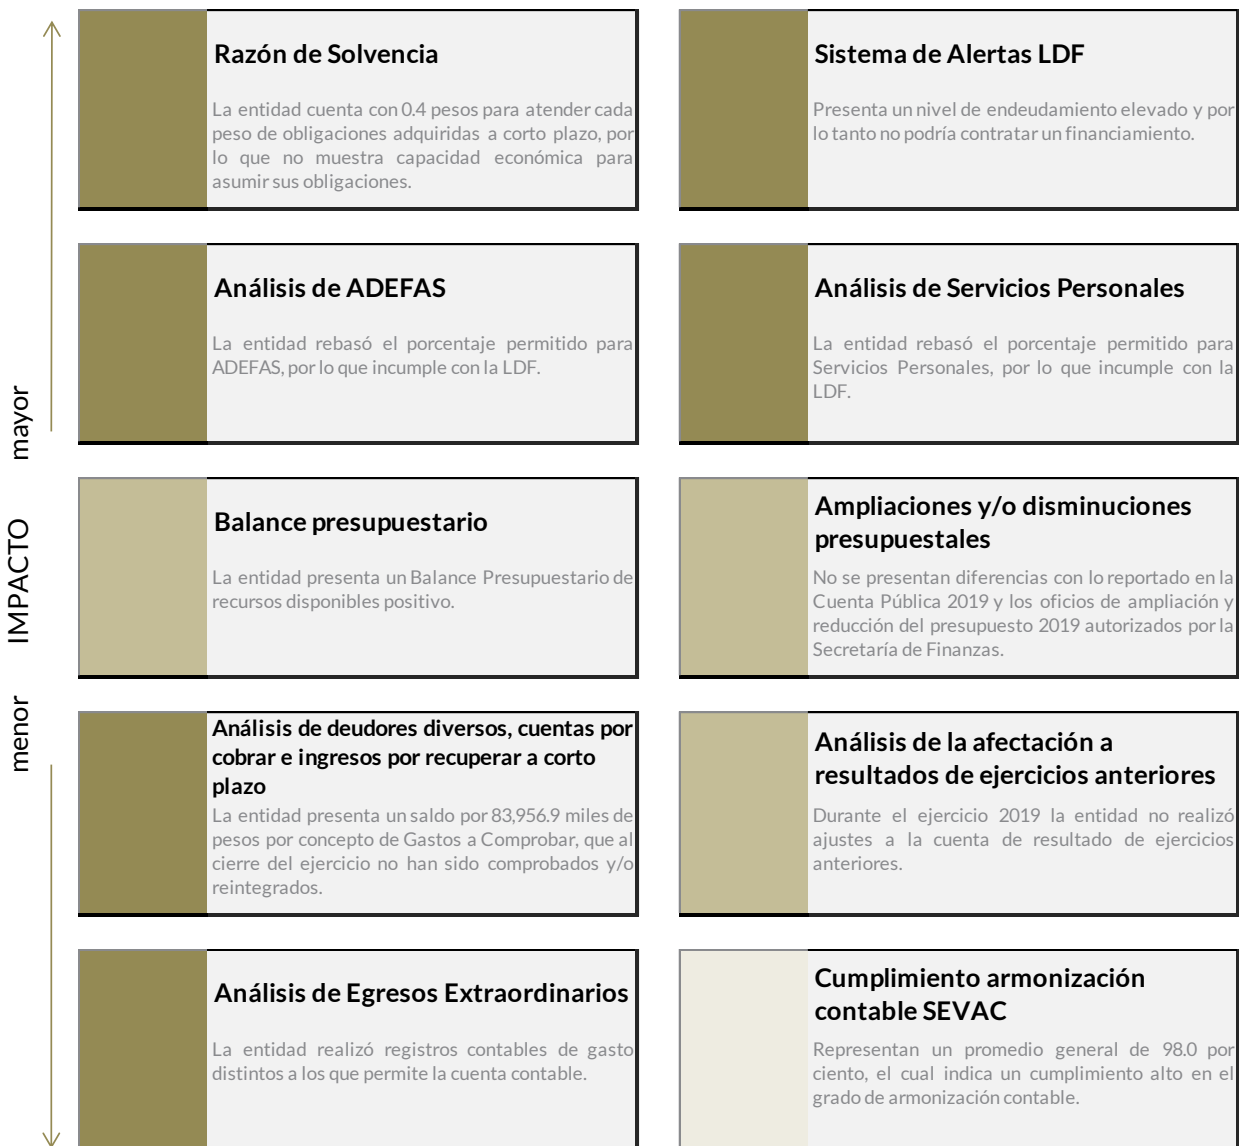 Razón de Solvencia
La entidad cuenta con 0.4 pesos para atender cada
peso de obligaciones adquiridas a corto plazo, por
lo que no muestra capacidad económica para
asumir sus obligaciones.
Sistema de Alertas LDF
Presenta un nivel de endeudamiento elevado y por
lo tanto no podría contratar un financiamiento.
Análisis de ADEFAS
La entidad rebasó el porcentaje permitido para
ADEFAS, por lo que incumple con la LDF.
Análisis de Servicios Personales
La entidad rebasó el porcentaje permitido para
Servicios Personales, por lo que incumple con la
LDF.
mayor
IMPACTO
menor
Balance presupuestario
La entidad presenta un Balance Presupuestario de
recursos disponibles positivo.
Ampliaciones y/o disminuciones
presupuestales
No se presentan diferencias con lo reportado en la
Cuenta Pública 2019 y los oficios de ampliación y
reducción del presupuesto 2019 autorizados por la
Secretaría de Finanzas.
Análisis de deudores diversos, cuentas por
cobrar e ingresos por recuperar a corto
plazo
La entidad presenta un saldo por 83,956.9 miles de
pesos por concepto de Gastos a Comprobar, que al
cierre del ejercicio no han sido comprobados y/o
reintegrados.
Análisis de la afectación a
resultados de ejercicios anteriores
Durante el ejercicio 2019 la entidad no realizó
ajustes a la cuenta de resultado de ejercicios
anteriores.
Análisis de Egresos Extraordinarios
La entidad realizó registros contables de gasto
distintos a los que permite la cuenta contable.
Cumplimiento armonización
contable SEVAC
Representan un promedio general de 98.0 por
ciento, el cual indica un cumplimiento alto en el
grado de armonización contable.